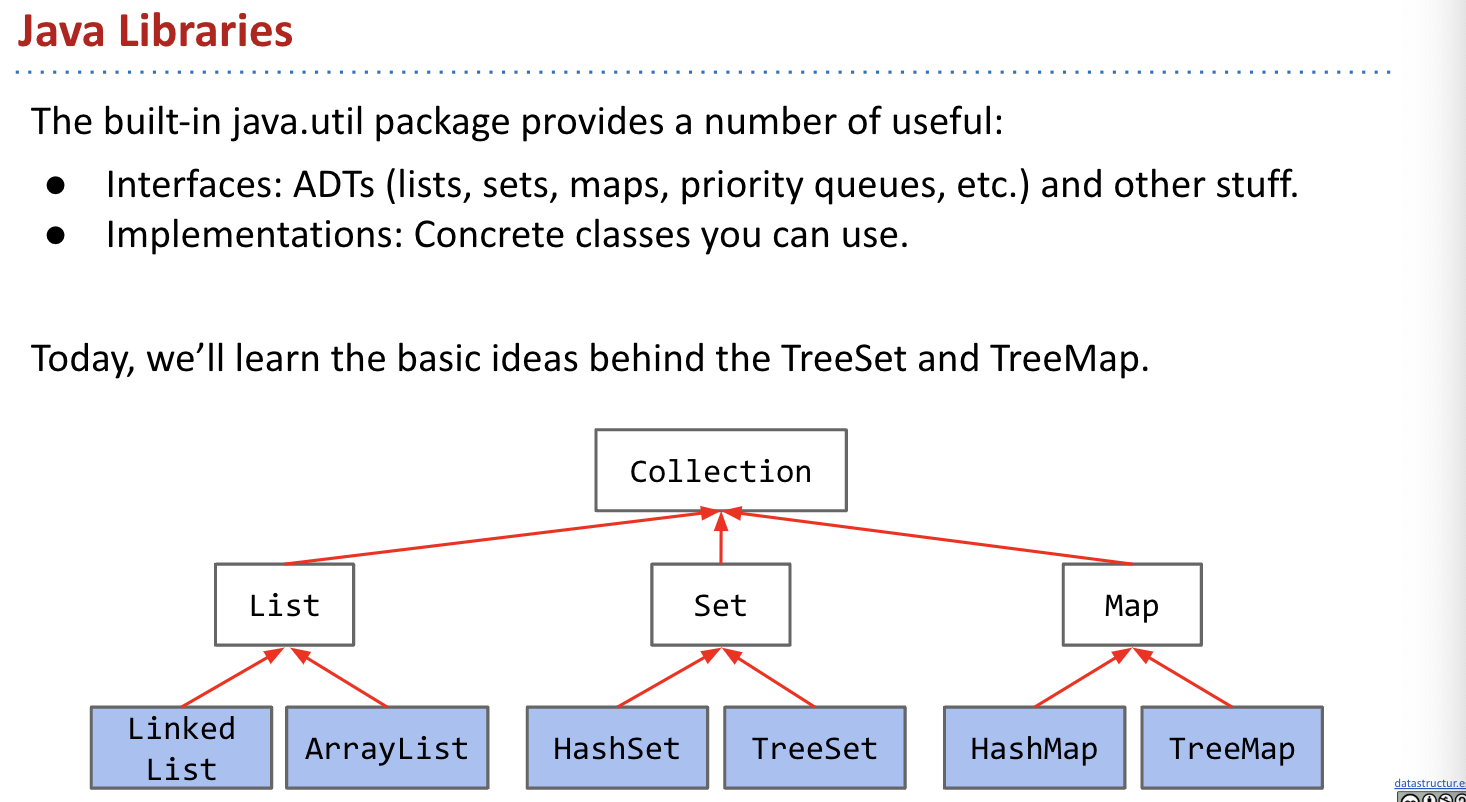 Java Libraries
The built-in java.util package provides a number of useful:
● Interfaces: ADTs (lists, sets, maps, priority queues, etc.) and other stuff.
● Implementations: Concrete classes you can use.
Today, we’ll learn the basic ideas behind the TreeSet and TreeMap.
Collection
List Set Map
Linked
List
ArrayList HashSet TreeSet HashMap TreeMap
datastructur.e